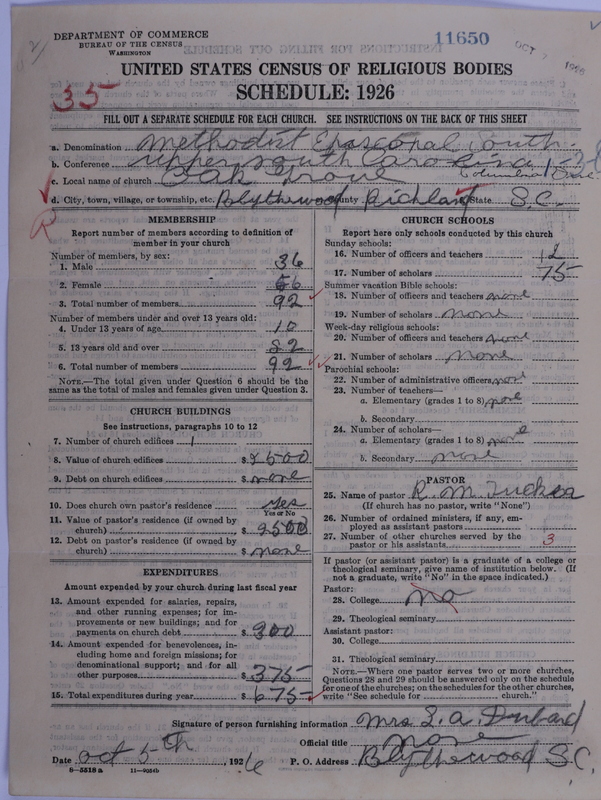 DEPARTMENT OF COMMERCE
BUREAU OF THE CENSUS
WASHINGTON
11650
OCT
UNITED STATES CENSUS OF RELIGIOUS BODIES
SCHEDULE: 1926
35
FILL OUT A SEPARATE SCHEDULE FOR EACH CHURCH. SEE INSTRUCTIONS ON THE BACK OF THIS SHEET
a. Denomination Methodist Episcopal South
b. Conference upper South Carolina 1-38
c. Local name of church Oak Grove Columbia
d. City, town, village, or township, etc. Blythewood County Richland State S.C.
R
MEMBERSHIP
Report number of members according to definition of
member in your church
Number of members, by sex:
1. Male 36
2. Female 56
3. Total number of members 92
Number of members under and over 13 years old:
4. Under 13 years of age 10
5. 13 years old and over 82
6. Total number of members 92
NOTE.—The total given under Question 6 should be
same as the total of males and females given under Question 3.
CHURCH BUILDINGS
See instructions, paragraphs 10 to 12
7. Number of church edifices 1
8. Value of church edifices $ 2500
9. Debt on church edifices $ none
10. Does church own pastor's residence yes
Yes or No
11. Value of pastor's residence (if owned by
church) $ 2500
12. Debt on pastor's residence (if owned by
church) $ none
EXPENDITURES
Amount expended by your church during last fiscal year
13. Amount expended for salaries, repairs,
and other running expenses; for im-
provements or new buildings; and for
payments on church debt $ 300
14. Amount expended for benevolences, in-
cluding home and foreign missions; for
denominational support; and for all
other purposes $ 375
15. Total expenditures during year $ 675
CHURCH SCHOOLS
Report here only schools conducted by this church
Sunday schools:
16. Number of officers and teachers 12
17. Number of scholars 75
Summer vacation Bible schools:
18. Number of officers and teachers none
19. Number of scholars none
Week-day religious schools:
20. Number of officers and teachers none
21. Number of scholars none
Parochial schools:
22. Number of administrative officers none
23. Number of teachers—
a. Elementary (grades 1 to 8) none
b. Secondary
24. Number of scholars—
a. Elementary (grades 1 to 8) none
b. Secondary none
PASTOR
25. Name of pastor R. M. Tucker
(If church has no pastor, write "None")
26. Number of ordained ministers, if any, em-
ployed as assistant pastors
27. Number of other churches served by the
pastor or his assistants 3
If pastor (or assistant pastor) is a graduate of a college or
theological seminary, give name of institution below. (If
not a graduate, write "No" in the space indicated.)
Pastor:
28. College no
29. Theological seminary
Assistant pastor:
30. College
31. Theological seminary
NOTE.—Where one pastor serves two or more churches,
Questions 28 and 29 should be answered only on the schedule
for one of the churches; on the schedules for the other churches,
write "See schedule for church."
Signature of person furnishing information Mrs. S. A.
Official title none
Date Oct 5th, 1926 P. O. Address Blythewood S.C.
8—5518 a 11—9054b